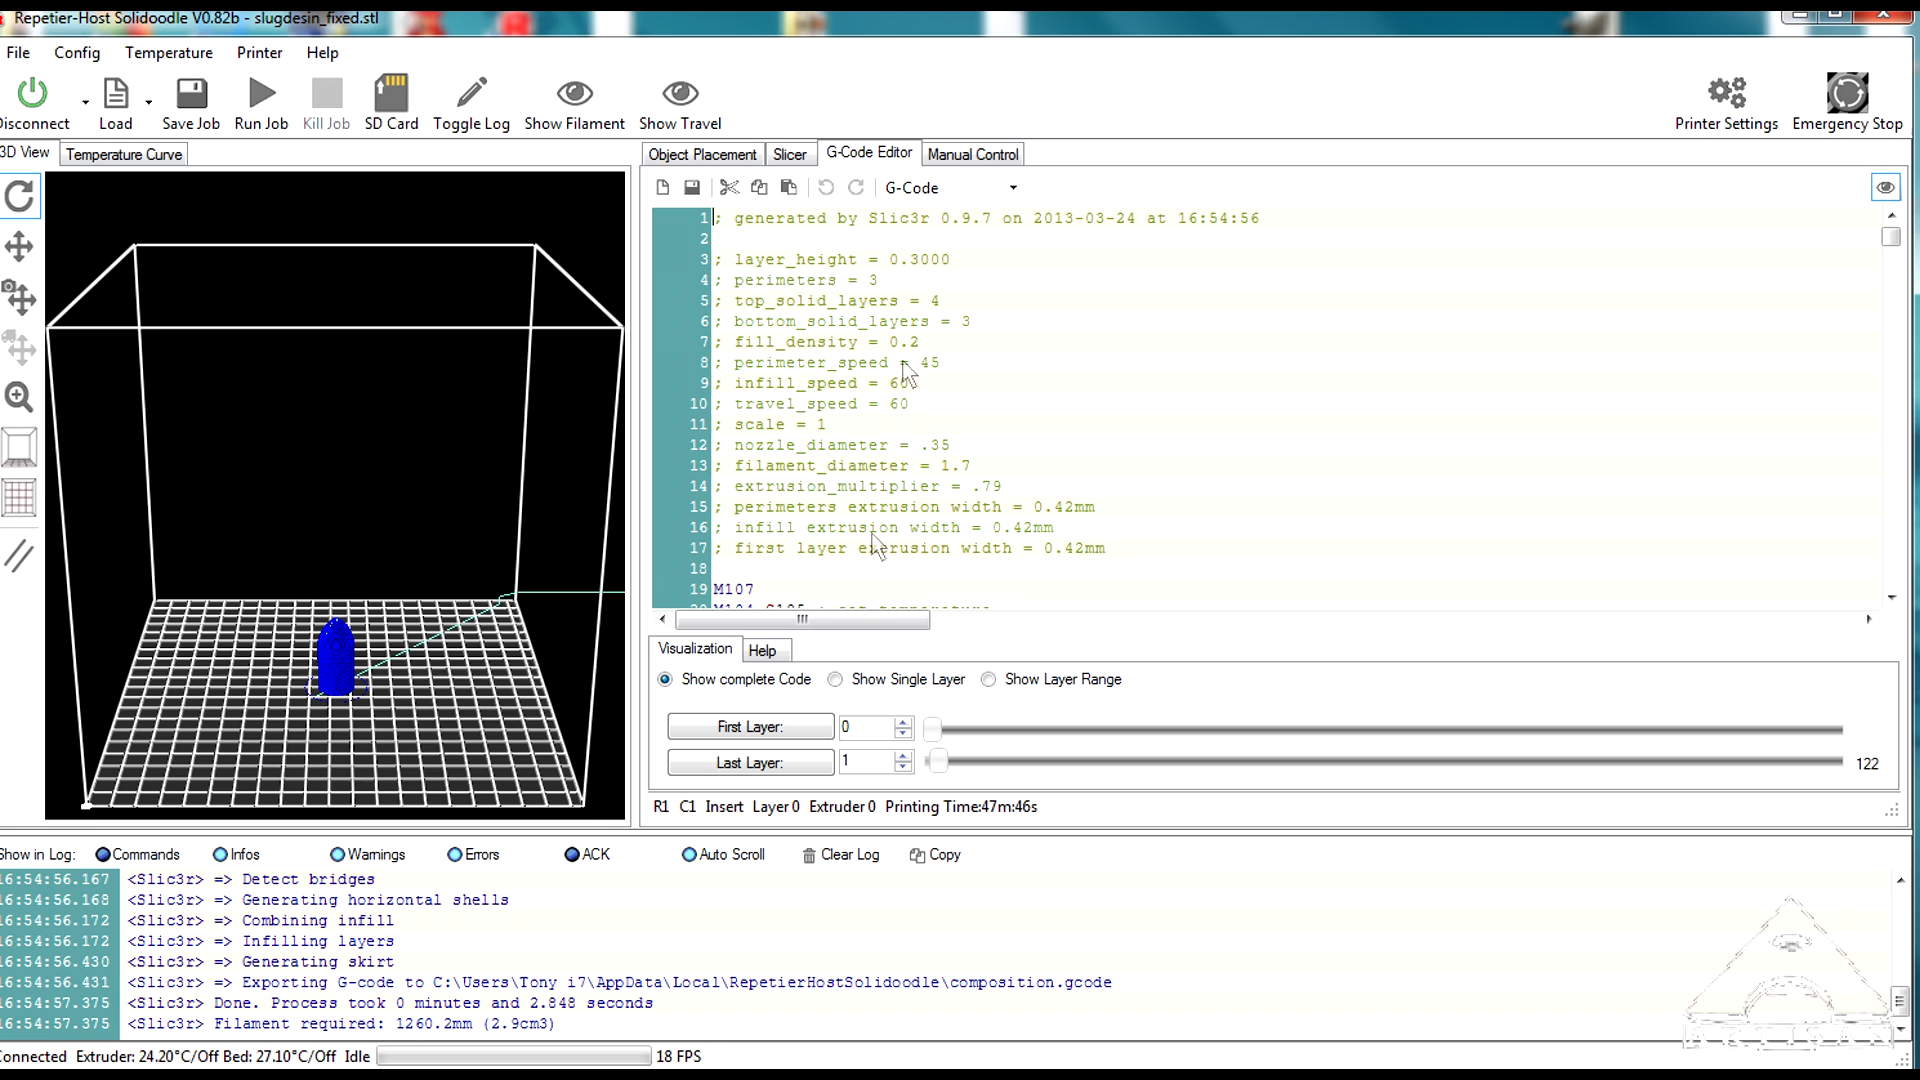 Repetier-Host Solidoodle V0.82b - slugdesin_fixed.stl
File Config Temperature Printer Help
Disconnect Load Save Job Run Job Kill Job SD Card Toggle Log Show Filament Show Travel Printer Settings Emergency Stop
3D View Temperature Curve
Object Placement Slicer G-Code Editor Manual Control
G-Code
1 ; generated by Slic3r 0.9.7 on 2013-03-24 at 16:54:56
2
3 ; layer_height = 0.3000
4 ; perimeters = 3
5 ; top_solid_layers = 4
6 ; bottom_solid_layers = 3
7 ; fill_density = 0.2
8 ; perimeter_speed = 45
9 ; infill_speed = 60
10 ; travel_speed = 60
11 ; scale = 1
12 ; nozzle_diameter = .35
13 ; filament_diameter = 1.7
14 ; extrusion_multiplier = .79
15 ; perimeters extrusion width = 0.42mm
16 ; infill extrusion width = 0.42mm
17 ; first layer extrusion width = 0.42mm
18
19 M107
20 M104 S195 ; set temperature
Visualization Help
Show complete Code Show Single Layer Show Layer Range
First Layer: 0
Last Layer: 1 122
R1 C1 Insert Layer 0 Extruder 0 Printing Time:47m:46s
Show in Log: Commands Infos Warnings Errors ACK Auto Scroll Clear Log Copy
16:54:56.167 <Slic3r> => Detect bridges
16:54:56.168 <Slic3r> => Generating horizontal shells
16:54:56.172 <Slic3r> => Combining infill
16:54:56.172 <Slic3r> => Infilling layers
16:54:56.430 <Slic3r> => Generating skirt
16:54:56.431 <Slic3r> => Exporting G-code to C:\Users\Tony i7\AppData\Local\RepetierHostSolidoodle\composition.gcode
16:54:57.375 <Slic3r> Done. Process took 0 minutes and 2.848 seconds
16:54:57.375 <Slic3r> Filament required: 1260.2mm (2.9cm3)
Connected Extruder: 24.20°C/Off Bed: 27.10°C/Off Idle 18 FPS